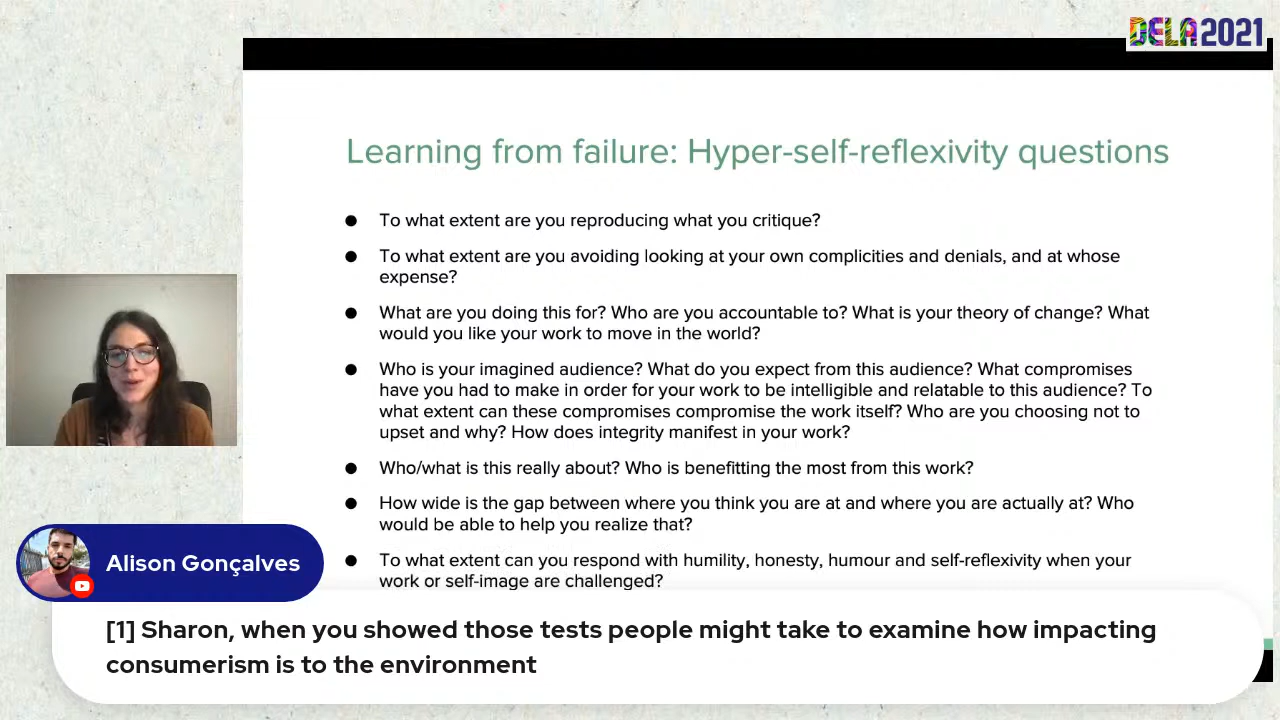 DELA 2021
Learning from failure: Hyper-self-reflexivity questions
● To what extent are you reproducing what you critique?
● To what extent are you avoiding looking at your own complicities and denials, and at whose
expense?
● What are you doing this for? Who are you accountable to? What is your theory of change? What
would you like your work to move in the world?
● Who is your imagined audience? What do you expect from this audience? What compromises
have you had to make in order for your work to be intelligible and relatable to this audience? To
what extent can these compromises compromise the work itself? Who are you choosing not to
upset and why? How does integrity manifest in your work?
● Who/what is this really about? Who is benefitting the most from this work?
● How wide is the gap between where you think you are at and where you are actually at? Who
would be able to help you realize that?
● To what extent can you respond with humility, honesty, humour and self-reflexivity when your
work or self-image are challenged?
Alison Gonçalves
[1] Sharon, when you showed those tests people might take to examine how impacting
consumerism is to the environment